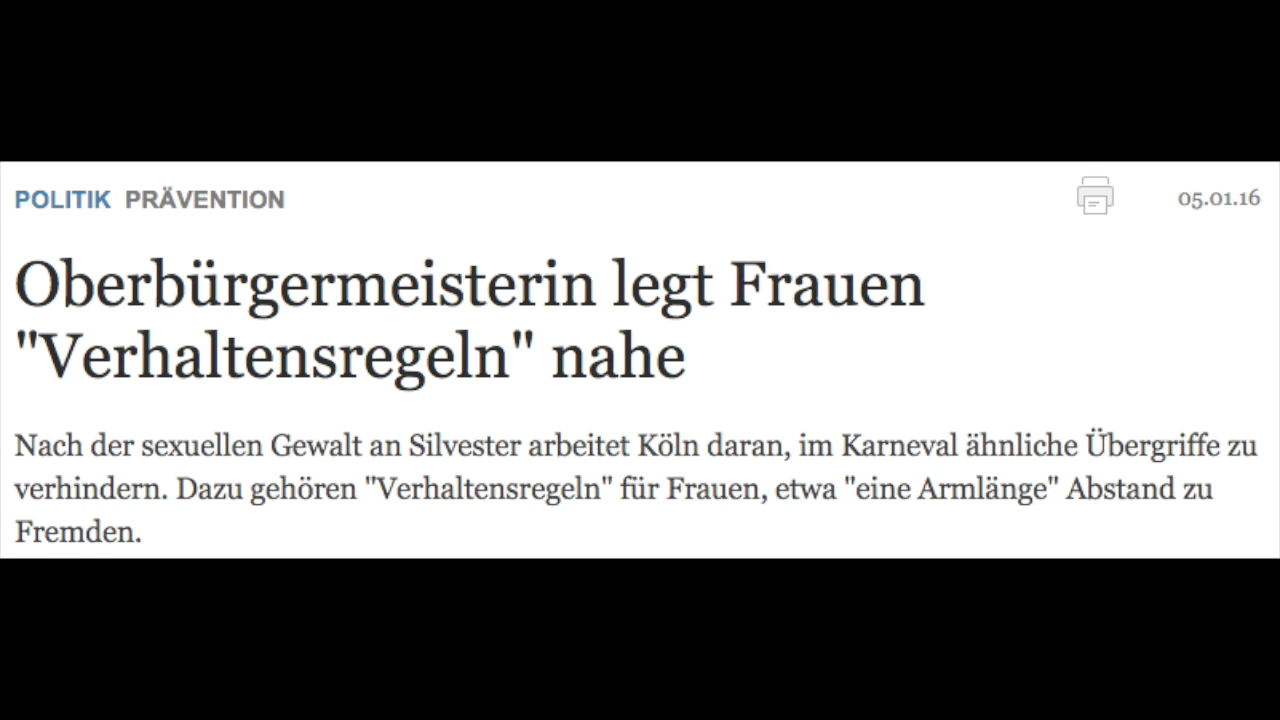 POLITIK PRÄVENTION
05.01.16
Oberbürgermeisterin legt Frauen
"Verhaltensregeln" nahe
Nach der sexuellen Gewalt an Silvester arbeitet Köln daran, im Karneval ähnliche Übergriffe zu
verhindern. Dazu gehören "Verhaltensregeln" für Frauen, etwa "eine Armlänge" Abstand zu
Fremden.